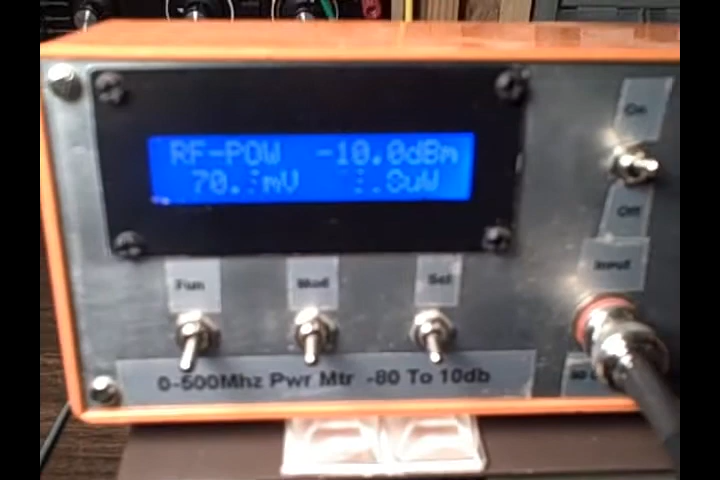 RF-POW -10.0dBm
70. mV
On
Off
Fun
Mod
Sel
Input
0-500Mhz Pwr Mtr -80 To 10db